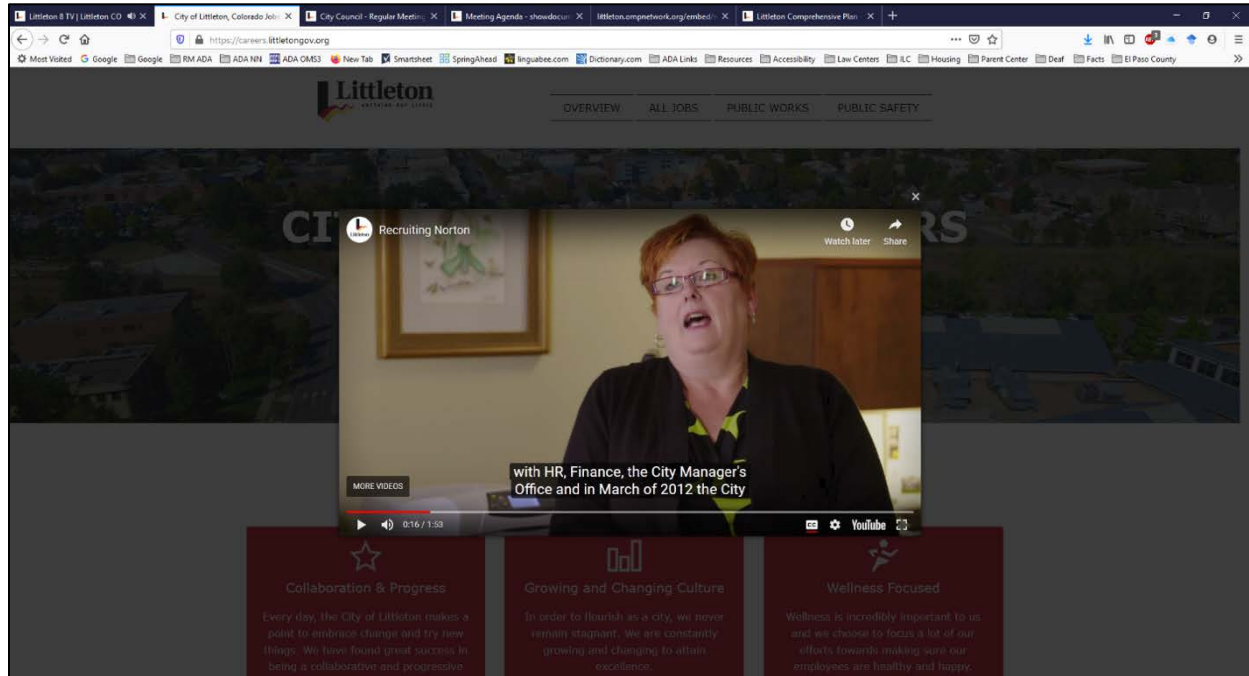 Littleton 8 TV | Littleton CO
City of Littleton, Colorado Job
City Council - Regular Meeting
Meeting Agenda - showdocum
littleton.ompnetwork.org/embed/s
Littleton Comprehensive Plan
https://careers.littletongov.org
Most Visited Google Google RM ADA ADA NN ADA OMS3 New Tab Smartsheet SpringAhead linguabee.com Dictionary.com ADA Links Resources Accessibility Law Centers ILC Housing Parent Center Deaf Facts El Paso County
Littleton
OVERVIEW ALL JOBS PUBLIC WORKS PUBLIC SAFETY
CI
RS
Littleton
Recruiting Norton
Watch later Share
with HR, Finance, the City Manager's
Office and in March of 2012 the City
MORE VIDEOS
0:16 / 1:53
CC YouTube
Collaboration & Progress
Every day, the City of Littleton makes a
point to embrace change and try new
things. We have found great success in
being a collaborative and progressive
Growing and Changing Culture
In order to flourish as a city, we never
remain stagnant. We are constantly
growing and changing to attain
excellence.
Wellness Focused
Wellness is incredibly important to us
and we choose to focus a lot of our
efforts towards making sure our
employees are healthy and happy.